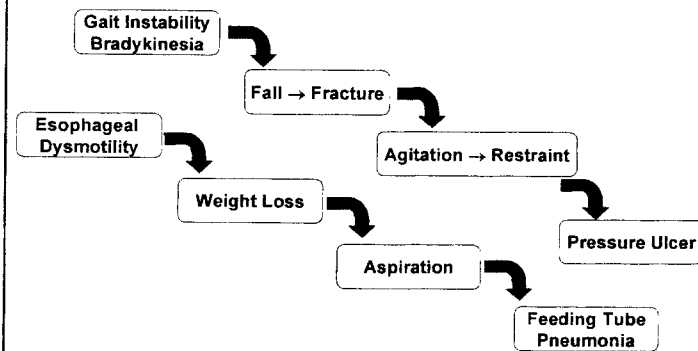 Gait Instability
Bradykinesia
Fall → Fracture
Esophageal
Dysmotility
Agitation → Restraint
Weight Loss
Pressure Ulcer
Aspiration
Feeding Tube
Pneumonia